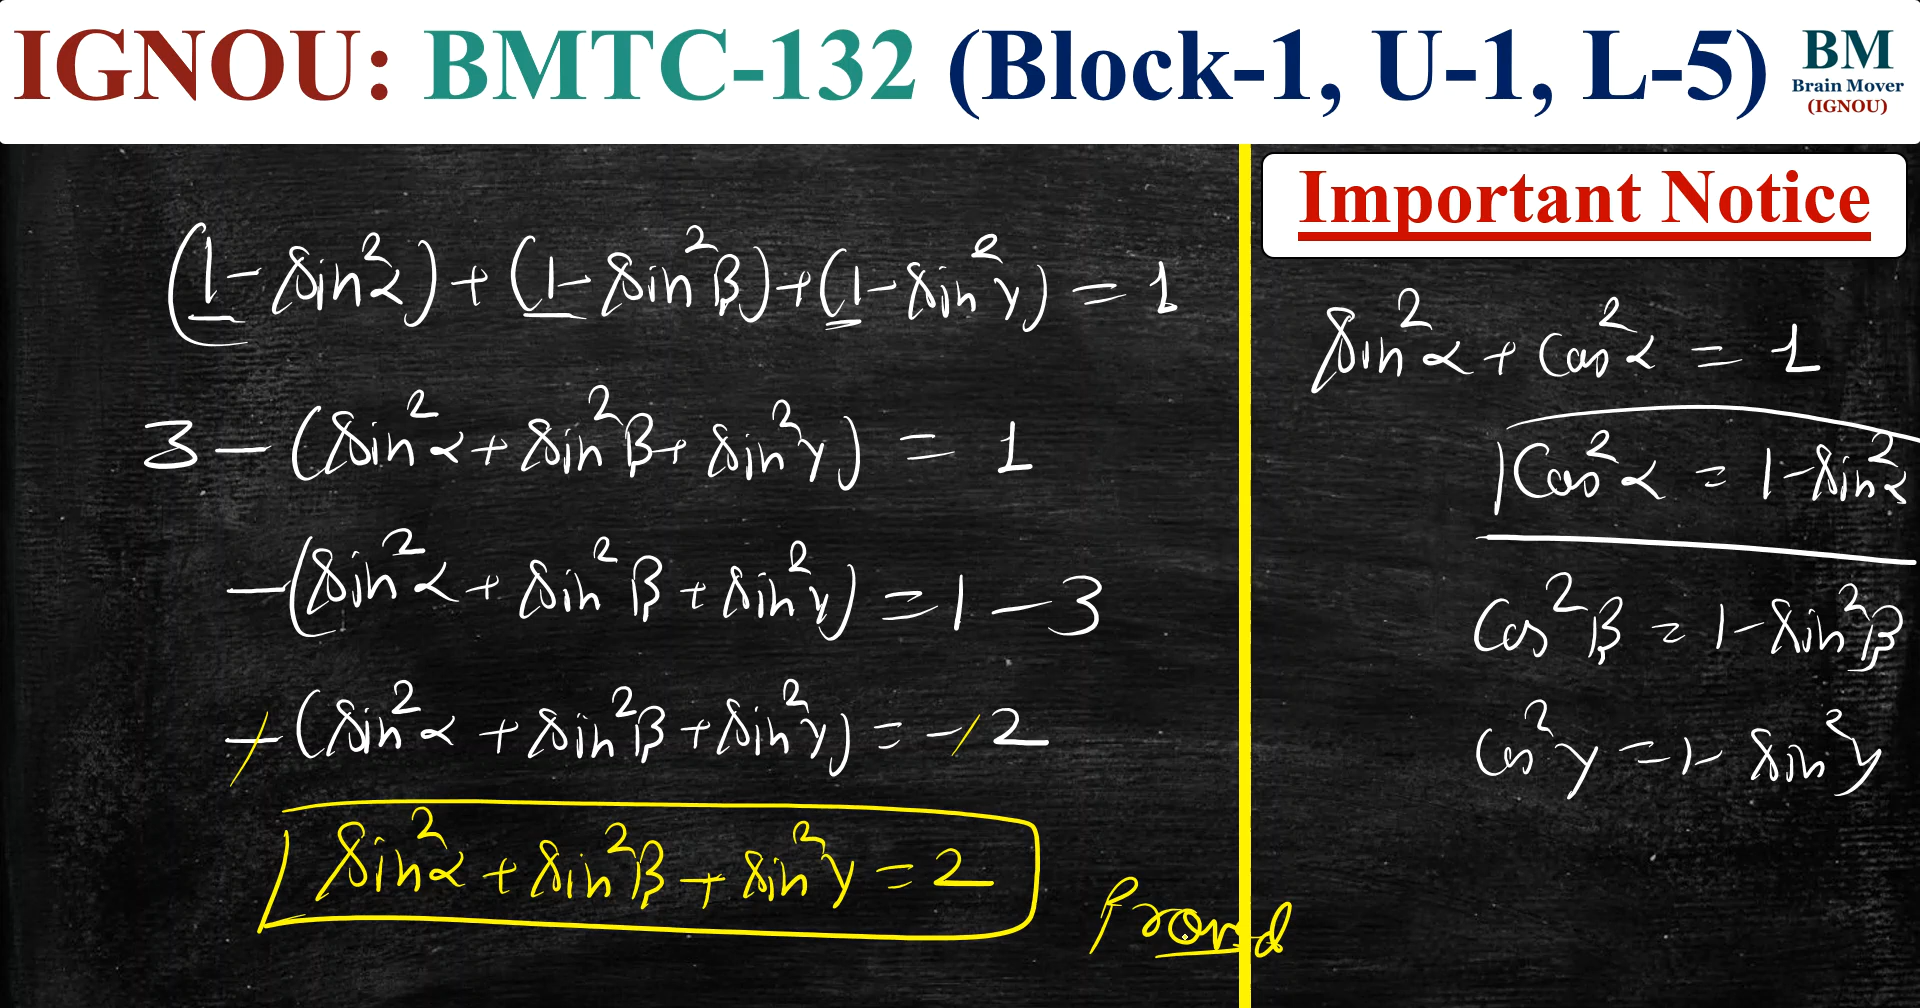 IGNOU: BMTC-132 (Block-1, U-1, L-5)
BM
Brain Mover
(IGNOU)
(1-Sin²α)+(1-Sin²β)+(1-Sin²γ) = 1
3-(Sin²α+Sin²β+Sin²γ) = 1
-(Sin²α+Sin²β+Sin²γ) = 1-3
-(Sin²α+Sin²β+Sin²γ) = -2
Sin²α+Sin²β+Sin²γ = 2
Proved
Important Notice
Sin²α+Cos²α = 1
Cos²α = 1-Sin²α
Cos²β = 1-Sin²β
Cos²γ = 1-Sin²γ